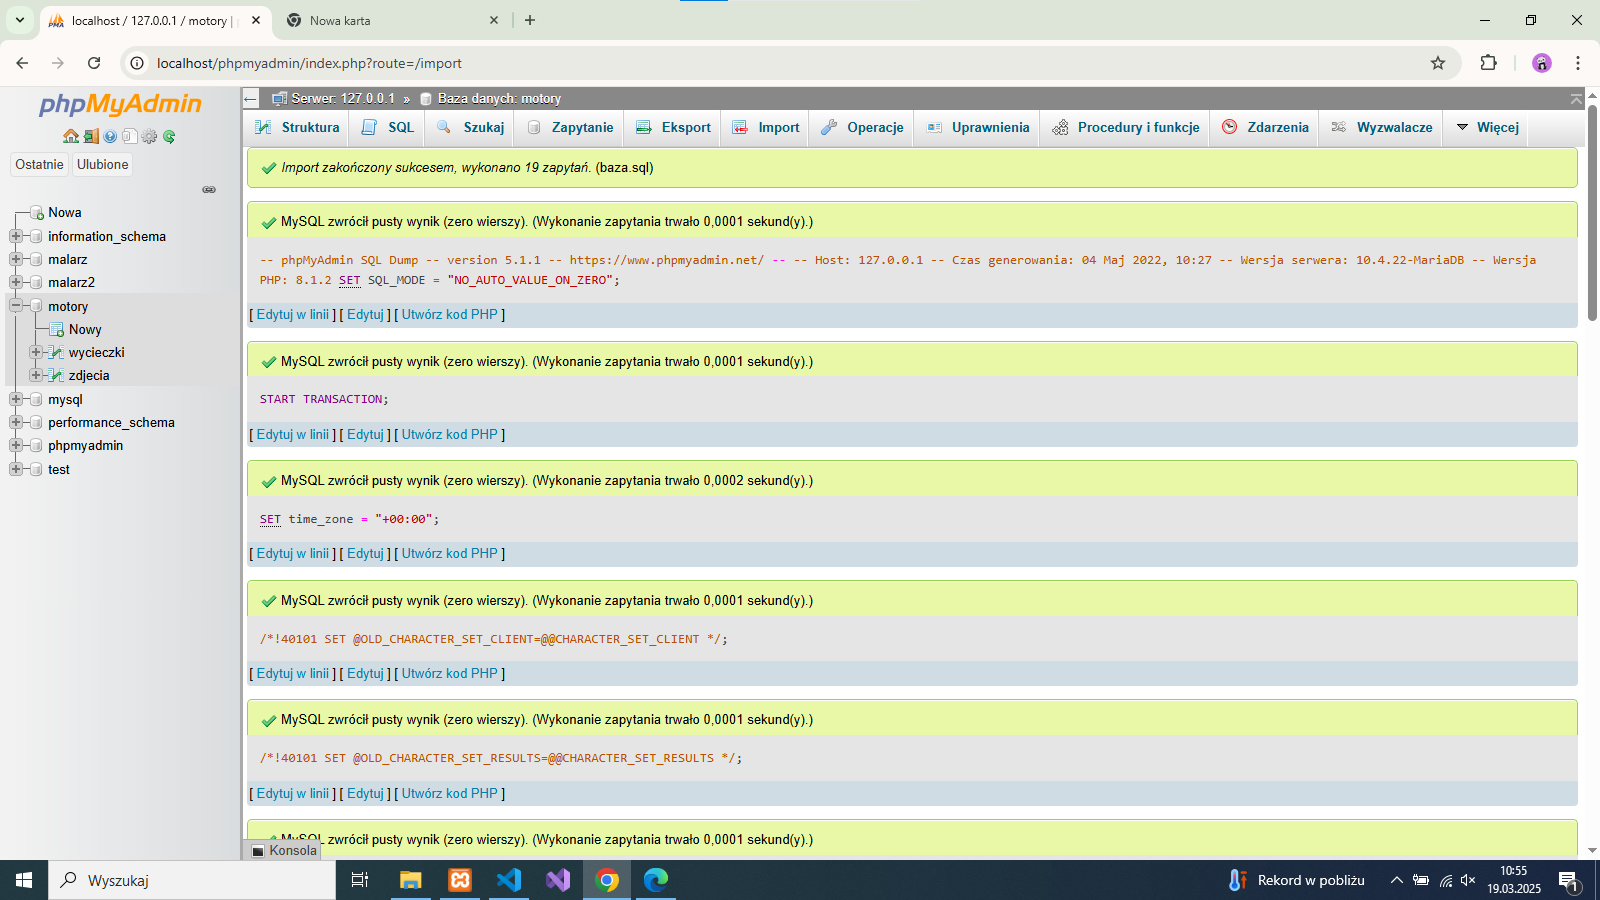 localhost / 127.0.0.1 / motory |
Nowa karta
localhost/phpmyadmin/index.php?route=/import
phpMyAdmin
Ostatnie
Ulubione
Nowa
information_schema
malarz
malarz2
motory
Nowy
wycieczki
zdjecia
mysql
performance_schema
phpmyadmin
test
Serwer: 127.0.0.1 » Baza danych: motory
Struktura SQL Szukaj Zapytanie Eksport Import Operacje Uprawnienia Procedury i funkcje Zdarzenia Wyzwalacze Więcej
Import zakończony sukcesem, wykonano 19 zapytań. (baza.sql)
MySQL zwrócił pusty wynik (zero wierszy). (Wykonanie zapytania trwało 0,0001 sekund(y).)
-- phpMyAdmin SQL Dump -- version 5.1.1 -- https://www.phpmyadmin.net/ -- -- Host: 127.0.0.1 -- Czas generowania: 04 Maj 2022, 10:27 -- Wersja serwera: 10.4.22-MariaDB -- Wersja
PHP: 8.1.2 SET SQL_MODE = "NO_AUTO_VALUE_ON_ZERO";
[ Edytuj w linii ] [ Edytuj ] [ Utwórz kod PHP ]
MySQL zwrócił pusty wynik (zero wierszy). (Wykonanie zapytania trwało 0,0001 sekund(y).)
START TRANSACTION;
[ Edytuj w linii ] [ Edytuj ] [ Utwórz kod PHP ]
MySQL zwrócił pusty wynik (zero wierszy). (Wykonanie zapytania trwało 0,0002 sekund(y).)
SET time_zone = "+00:00";
[ Edytuj w linii ] [ Edytuj ] [ Utwórz kod PHP ]
MySQL zwrócił pusty wynik (zero wierszy). (Wykonanie zapytania trwało 0,0001 sekund(y).)
/*!40101 SET @OLD_CHARACTER_SET_CLIENT=@@CHARACTER_SET_CLIENT */;
[ Edytuj w linii ] [ Edytuj ] [ Utwórz kod PHP ]
MySQL zwrócił pusty wynik (zero wierszy). (Wykonanie zapytania trwało 0,0001 sekund(y).)
/*!40101 SET @OLD_CHARACTER_SET_RESULTS=@@CHARACTER_SET_RESULTS */;
[ Edytuj w linii ] [ Edytuj ] [ Utwórz kod PHP ]
MySQL zwrócił pusty wynik (zero wierszy). (Wykonanie zapytania trwało 0,0001 sekund(y).)
Konsola
Wyszukaj
Rekord w pobliżu
10:55
19.03.2025
1